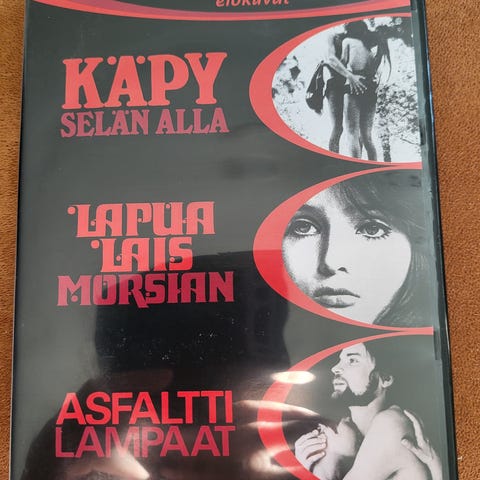 elokuvat
KÄPY
SELÄN ALLA
LAPUA
LAIS
MORSIAN
ASFALTTI
LAMPAAT